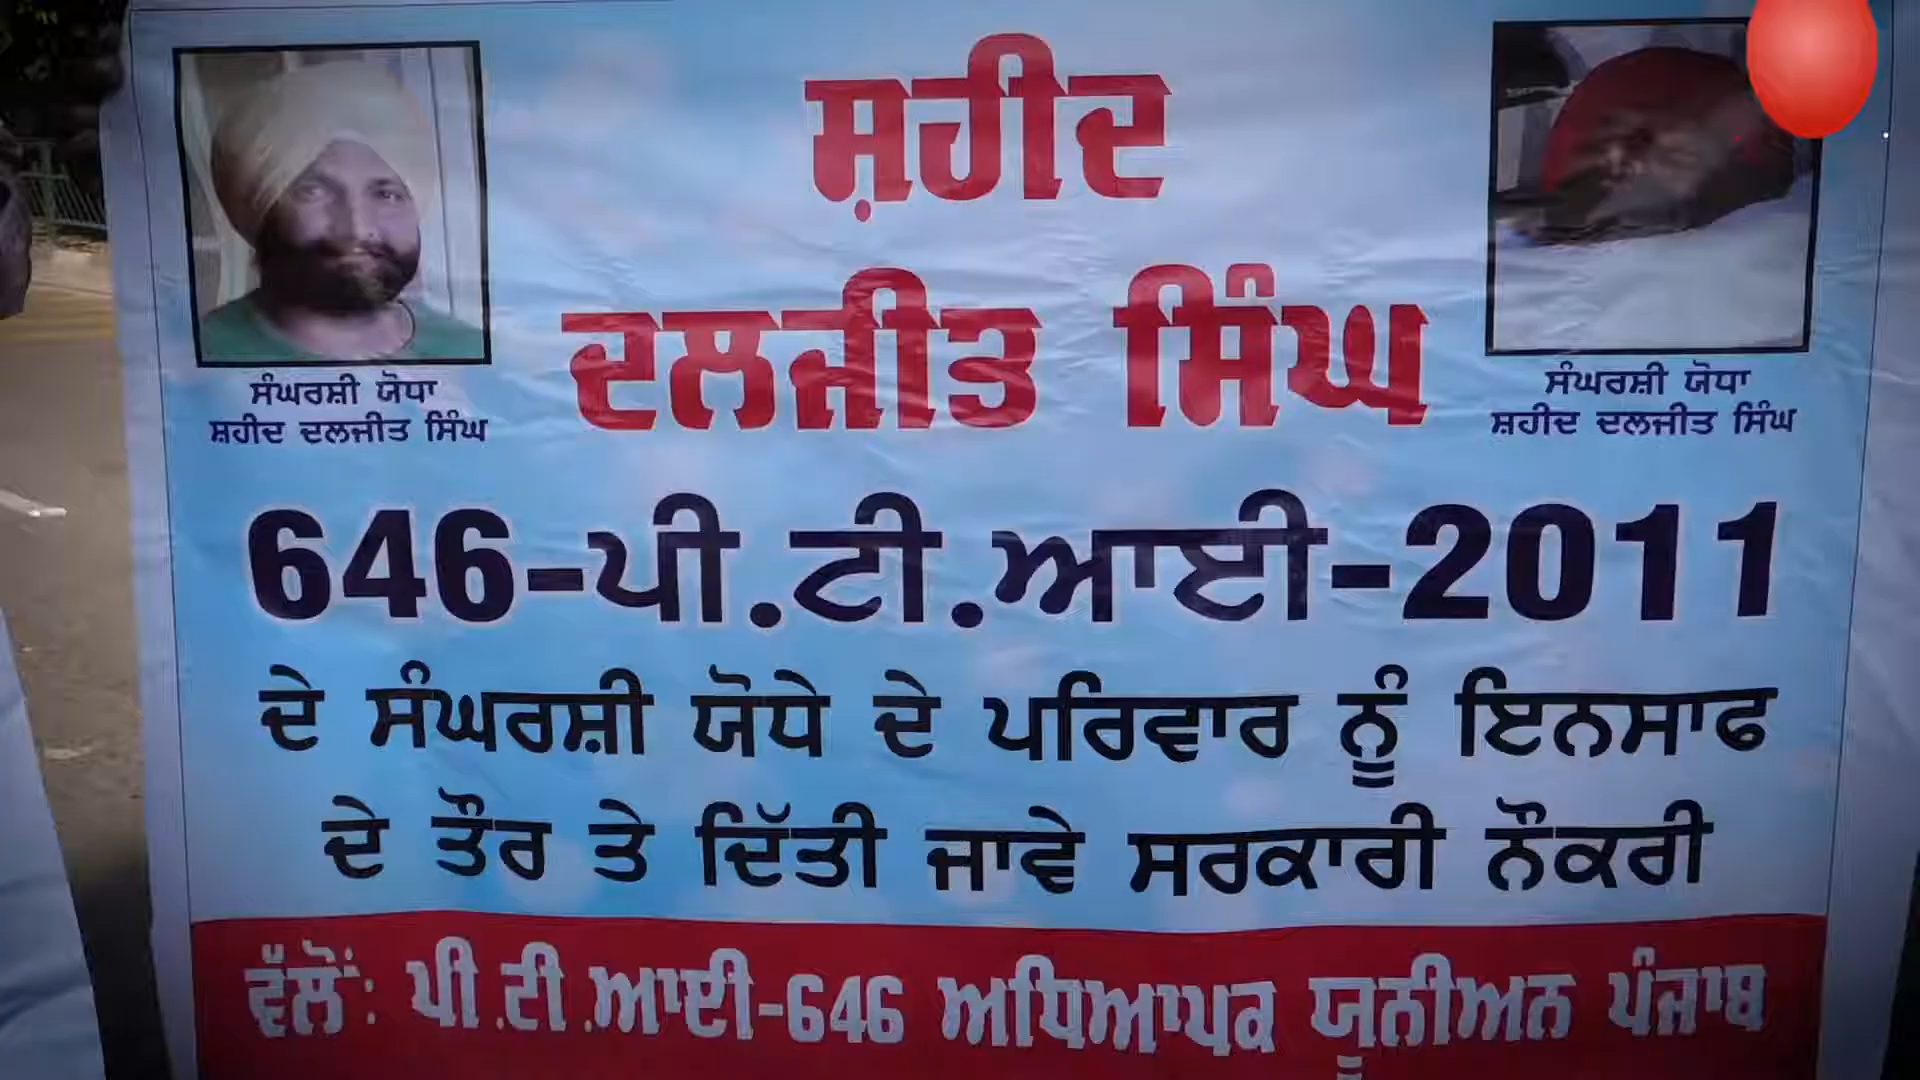 ਸ਼ਹੀਦ
ਦਲਜੀਤ ਸਿੰਘ
ਸੰਘਰਸ਼ੀ ਯੋਧਾ
ਸ਼ਹੀਦ ਦਲਜੀਤ ਸਿੰਘ
ਸੰਘਰਸ਼ੀ ਯੋਧਾ
ਸ਼ਹੀਦ ਦਲਜੀਤ ਸਿੰਘ
646-ਪੀ.ਟੀ.ਆਈ-2011
ਦੇ ਸੰਘਰਸ਼ੀ ਯੋਧੇ ਦੇ ਪਰਿਵਾਰ ਨੂੰ ਇਨਸਾਫ
ਦੇ ਤੌਰ ਤੇ ਦਿੱਤੀ ਜਾਵੇ ਸਰਕਾਰੀ ਨੌਕਰੀ
ਵੱਲੋਂ: ਪੀ.ਟੀ.ਆਈ-646 ਅਧਿਆਪਕ ਯੂਨੀਅਨ ਪੰਜਾਬ